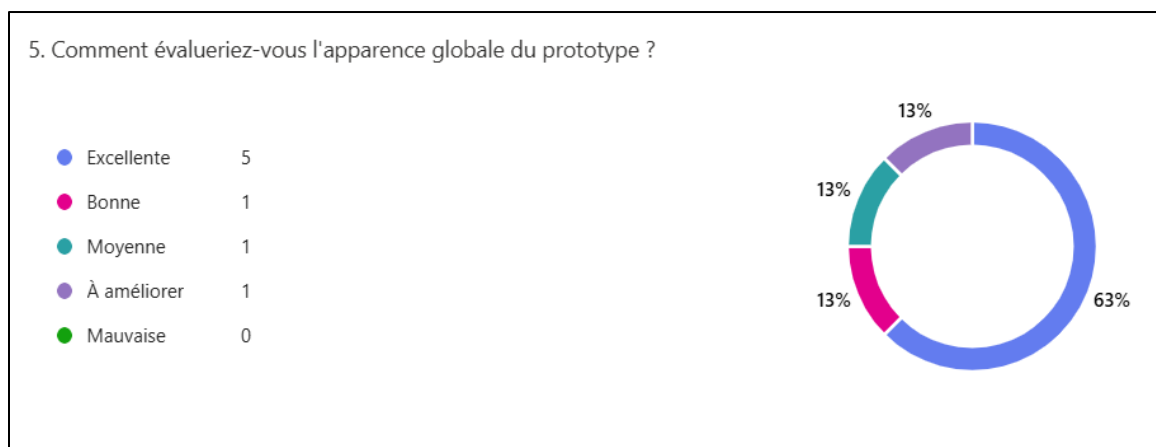 5. Comment évalueriez-vous l'apparence globale du prototype ?
Excellente 5
Bonne 1
Moyenne 1
À améliorer 1
Mauvaise 0
13%
13%
13%
63%